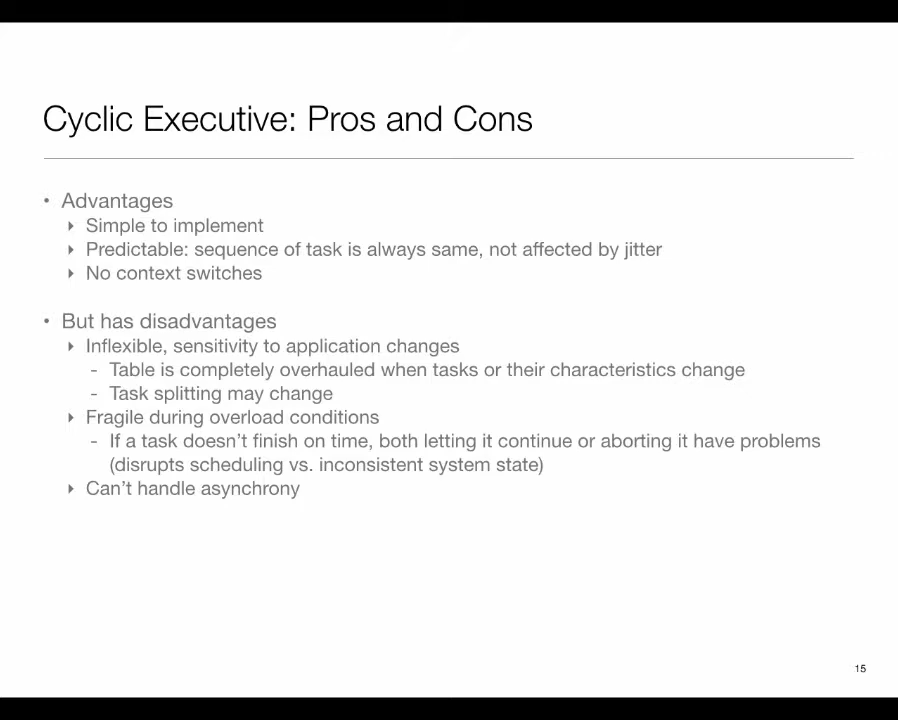 Cyclic Executive: Pros and Cons
• Advantages
‣ Simple to implement
‣ Predictable: sequence of task is always same, not affected by jitter
‣ No context switches
• But has disadvantages
‣ Inflexible, sensitivity to application changes
- Table is completely overhauled when tasks or their characteristics change
- Task splitting may change
‣ Fragile during overload conditions
- If a task doesn’t finish on time, both letting it continue or aborting it have problems
(disrupts scheduling vs. inconsistent system state)
‣ Can’t handle asynchrony
15